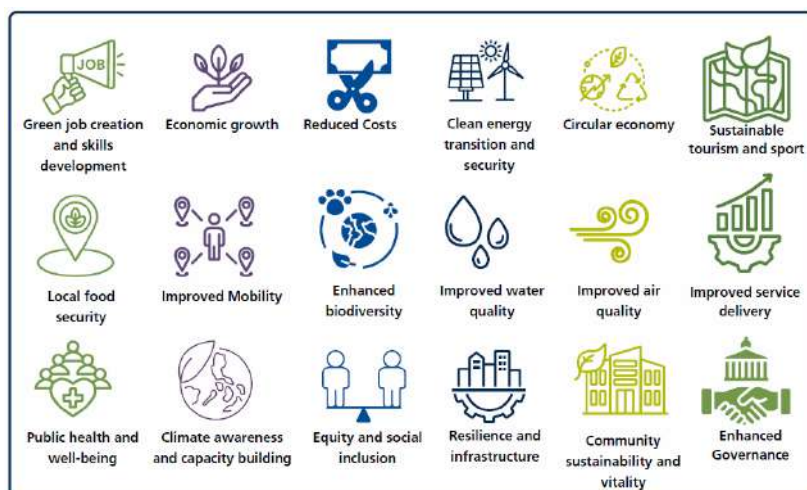 JOB
Green job creation
and skills
development
Economic growth
Reduced Costs
Clean energy
transition and
security
Circular economy
Sustainable
tourism and sport
Local food
security
Improved Mobility
Enhanced
biodiversity
Improved water
quality
Improved air
quality
Improved service
delivery
Public health and
well-being
Climate awareness
and capacity building
Equity and social
inclusion
Resilience and
infrastructure
Community
sustainability and
vitality
Enhanced
Governance